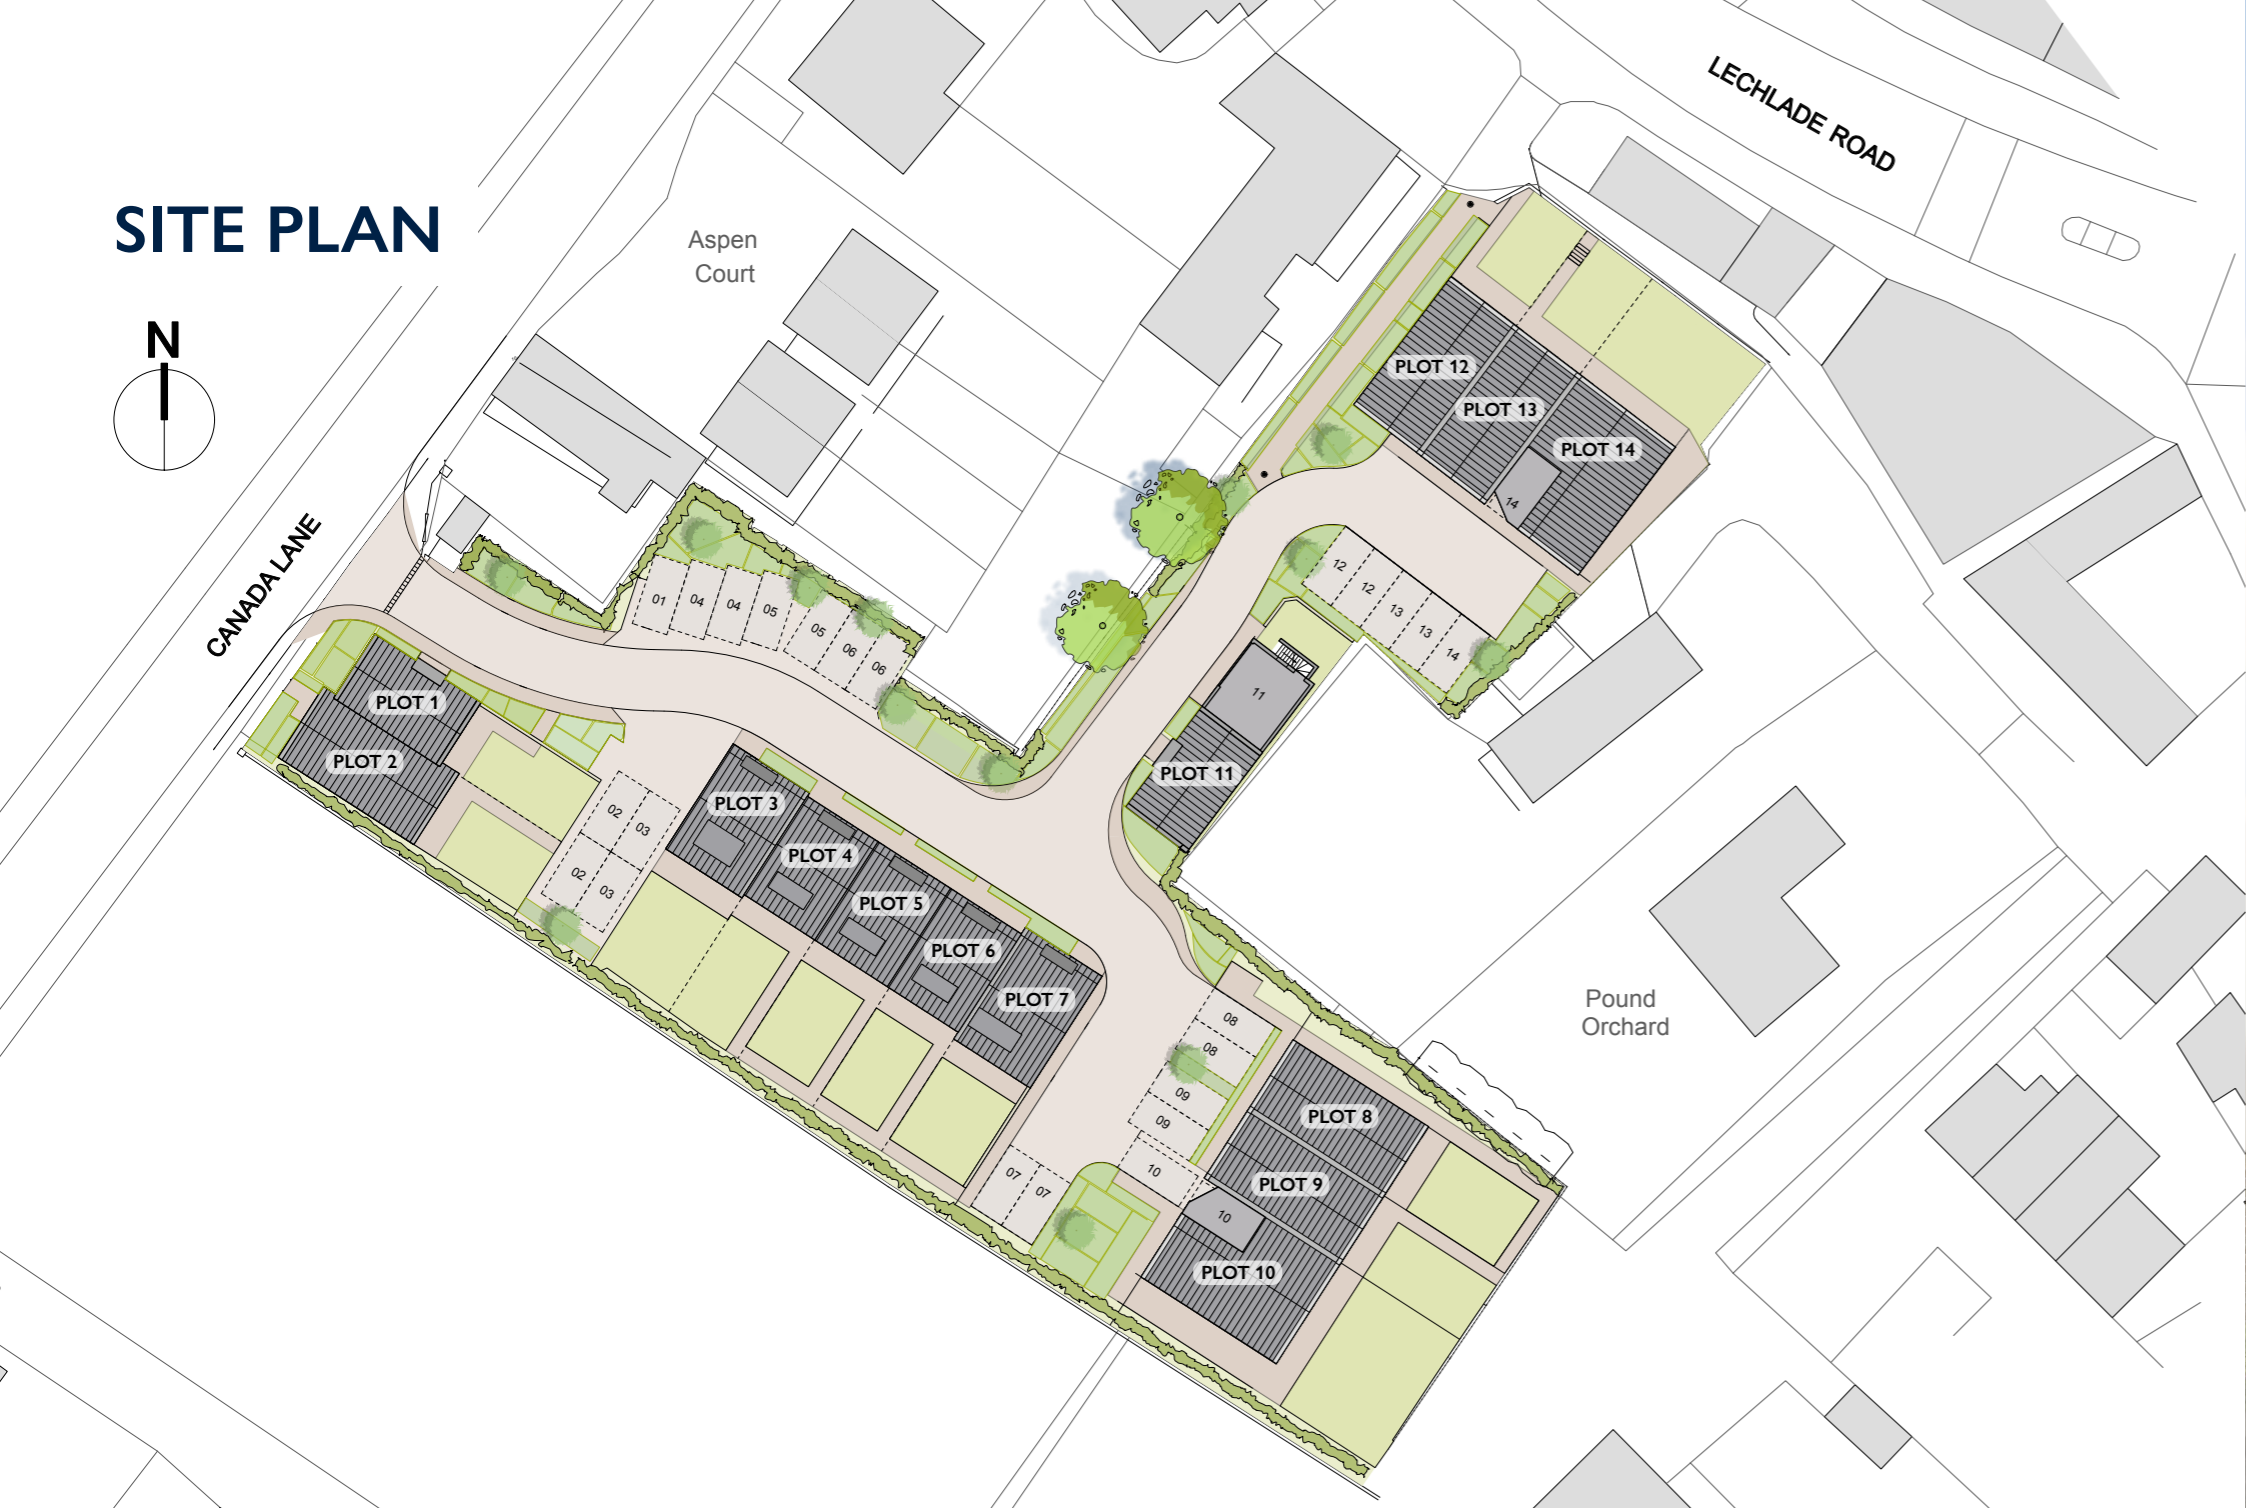 SITE PLAN
N
LECHLADE ROAD
Aspen
Court
CANADA LANE
PLOT 12
PLOT 13
PLOT 14
14
12
12
13
13
14
01
04
04
05
05
06
06
11
PLOT 11
PLOT 1
PLOT 2
02
03
02
03
PLOT 3
PLOT 4
PLOT 5
PLOT 6
PLOT 7
Pound
Orchard
08
08
09
09
10
07
07
PLOT 8
PLOT 9
10
PLOT 10